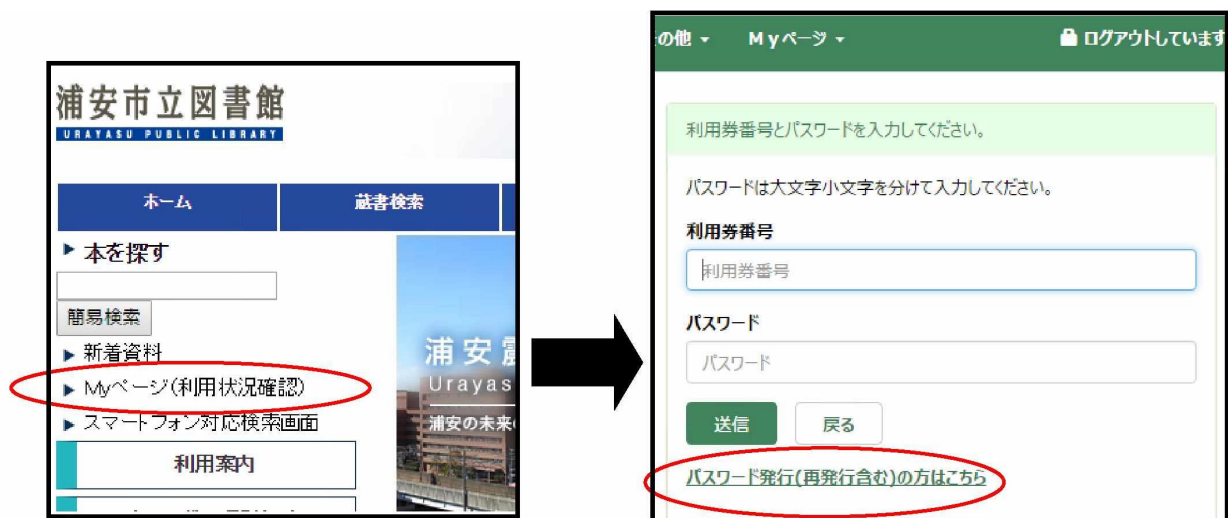 浦安市立図書館
URAYASU PUBLIC LIBRARY
ホーム
蔵書検索
本を探す
簡易検索
新着資料
Myページ(利用状況確認)
スマートフォン対応検索画面
利用案内
浦安
Urayas
浦安の未来
の他
Myページ
ログアウトしています
利用券番号とパスワードを入力してください。
パスワードは大文字小文字を分けて入力してください。
利用券番号
利用券番号
パスワード
パスワード
送信
戻る
パスワード発行(再発行含む)の方はこちら